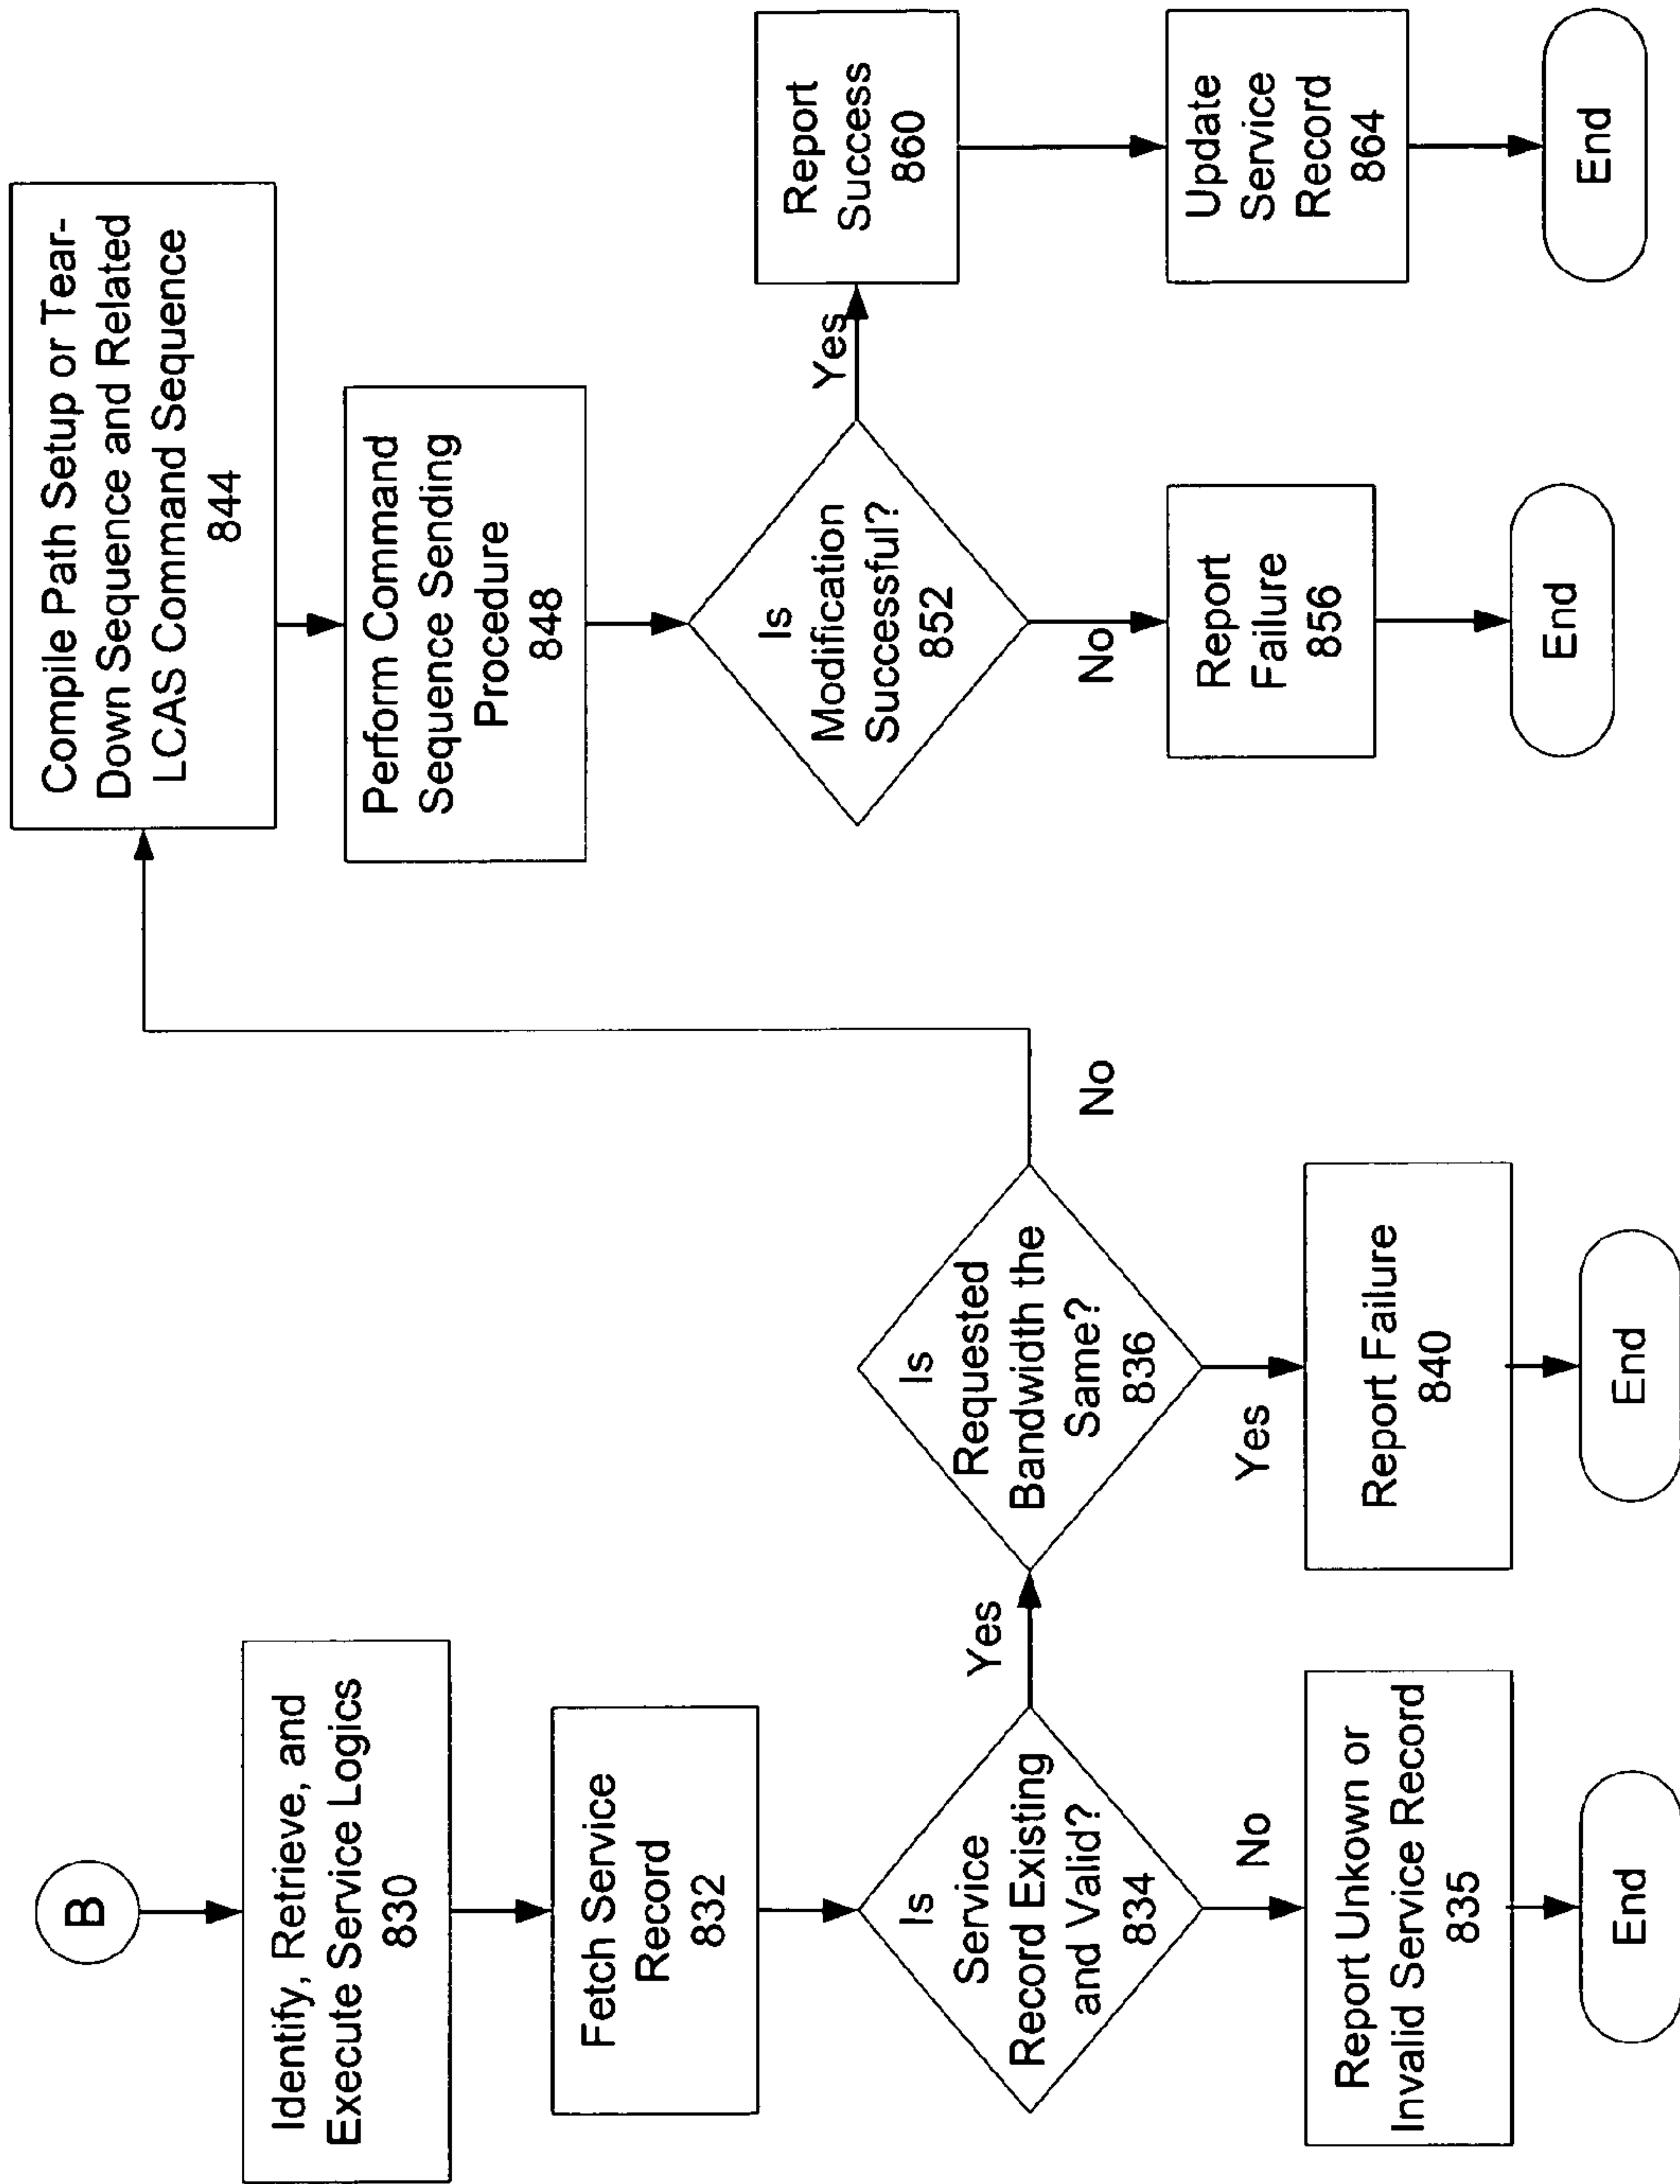 B
Identify, Retrieve, and
Execute Service Logics
830
Fetch Service
Record
832
Is
Service
Record Existing
and Valid?
834
Yes
No
Report Unkown or
Invalid Service Record
835
End
Is
Requested
Bandwidth the
Same?
836
No
Yes
Report Failure
840
End
Compile Path Setup or Tear-
Down Sequence and Related
LCAS Command Sequence
844
Perform Command
Sequence Sending
Procedure
848
Is
Modification
Successful?
852
Yes
No
Report
Failure
856
End
Report
Success
860
Update
Service
Record
864
End